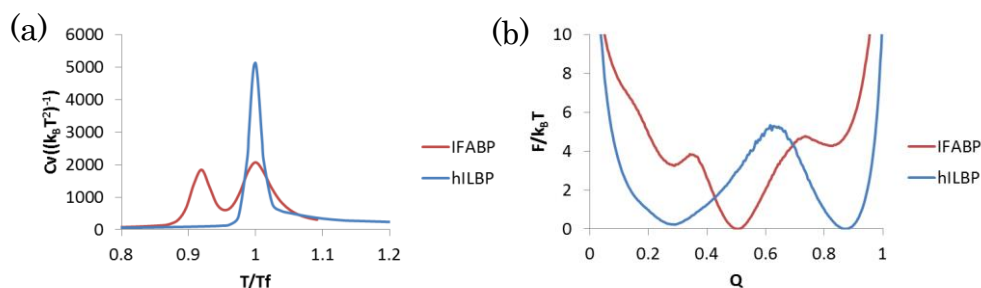 (a)
6000
5000
4000
3000
2000
1000
0
Cv((kBT²)⁻¹)
0.8 0.9 1 1.1 1.2
T/Tf
IFABP
hILBP
(b)
10
8
6
4
2
0
F/kBT
0 0.2 0.4 0.6 0.8 1
Q
IFABP
hILBP